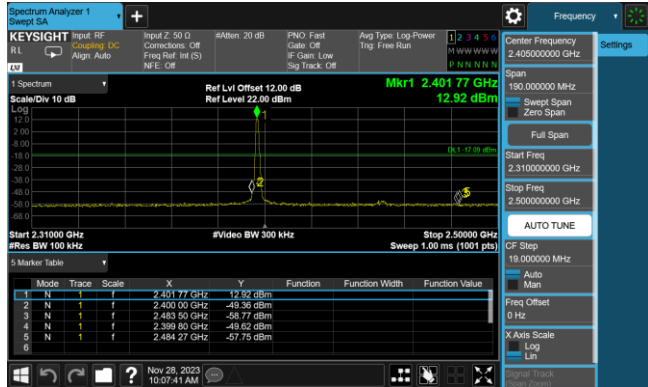 Spectrum Analyzer 1
Swept SA
Frequency
KEYSIGHT Input: RF Input Z: 50 Ω #Atten: 20 dB PNO: Fast Avg Type: Log-Power 1 2 3 4 5 6
RL Coupling: DC Corrections: Off Gate: Off Trig: Free Run M W W W W W
Align: Auto Freq Ref: Int (S) IF Gain: Low P N N N N N
LXI NFE: Off Sig Track: Off
1 Spectrum
Ref Lvl Offset 12.00 dB Mkr1 2.401 77 GHz
Scale/Div 10 dB Ref Level 22.00 dBm 12.92 dBm
Log
12.0
2.00
-8.00
-18.0
-28.0
-38.0
-48.0
-58.0
-68.0
1
DL1 -17.09 dBm
2
Start 2.31000 GHz #Video BW 300 kHz Stop 2.50000 GHz
#Res BW 100 kHz Sweep 1.00 ms (1001 pts)
5 Marker Table
Mode Trace Scale X Y Function Function Width Function Value
1 N 1 f 2.401 77 GHz 12.92 dBm
2 N 1 f 2.400 00 GHz -49.36 dBm
3 N 1 f 2.483 50 GHz -58.77 dBm
4 N 1 f 2.399 80 GHz -49.62 dBm
5 N 1 f 2.484 27 GHz -57.75 dBm
6
Nov 28, 2023
10:07:41 AM
Center Frequency
2.405000000 GHz
Settings
Span
190.000000 MHz
Swept Span
Zero Span
Full Span
Start Freq
2.310000000 GHz
Stop Freq
2.500000000 GHz
AUTO TUNE
CF Step
19.000000 MHz
Auto
Man
Freq Offset
0 Hz
X Axis Scale
Log
Lin
Signal Track
(Span Zoom)